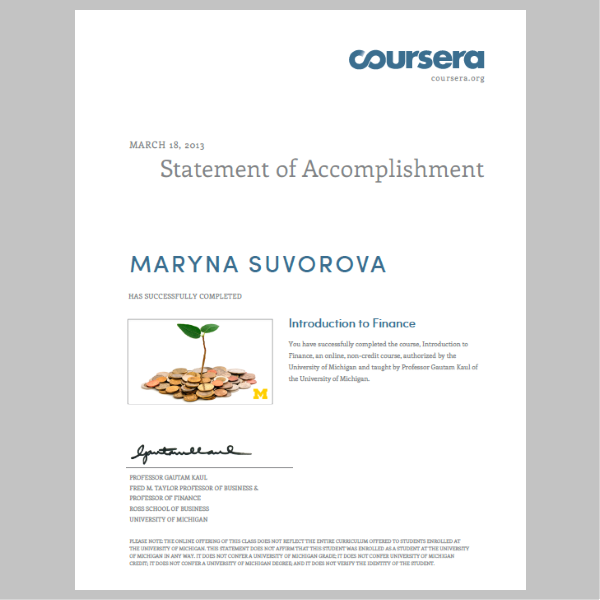 coursera
coursera.org
MARCH 18, 2013
Statement of Accomplishment
MARYNA SUVOROVA
HAS SUCCESSFULLY COMPLETED
Introduction to Finance
You have successfully completed the course, Introduction to
Finance, an online, non-credit course, authorized by the
University of Michigan and taught by Professor Gautam Kaul of
the University of Michigan.
M
PROFESSOR GAUTAM KAUL
FRED M. TAYLOR PROFESSOR OF BUSINESS &
PROFESSOR OF FINANCE
ROSS SCHOOL OF BUSINESS
UNIVERSITY OF MICHIGAN
PLEASE NOTE: THE ONLINE OFFERING OF THIS CLASS DOES NOT REFLECT THE ENTIRE CURRICULUM OFFERED TO STUDENTS ENROLLED AT
THE UNIVERSITY OF MICHIGAN. THIS STATEMENT DOES NOT AFFIRM THAT THIS STUDENT WAS ENROLLED AS A STUDENT AT THE UNIVERSITY
OF MICHIGAN IN ANY WAY. IT DOES NOT CONFER A UNIVERSITY OF MICHIGAN GRADE; IT DOES NOT CONFER UNIVERSITY OF MICHIGAN
CREDIT; IT DOES NOT CONFER A UNIVERSITY OF MICHIGAN DEGREE; AND IT DOES NOT VERIFY THE IDENTITY OF THE STUDENT.